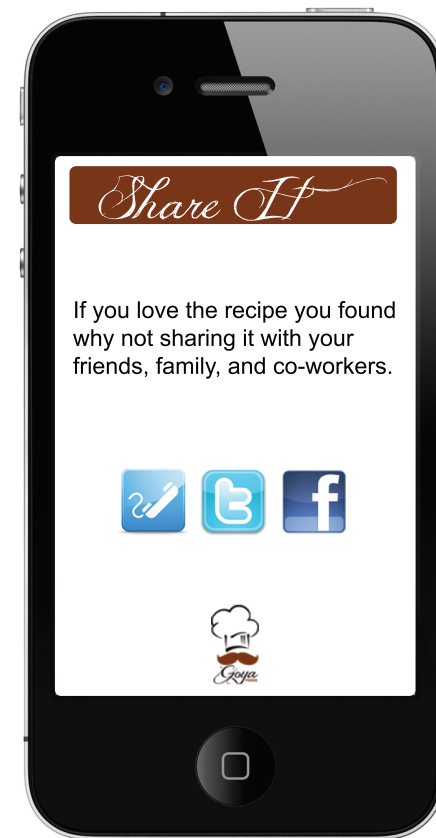 Share It
If you love the recipe you found
why not sharing it with your
friends, family, and co-workers.
t
f
Goya